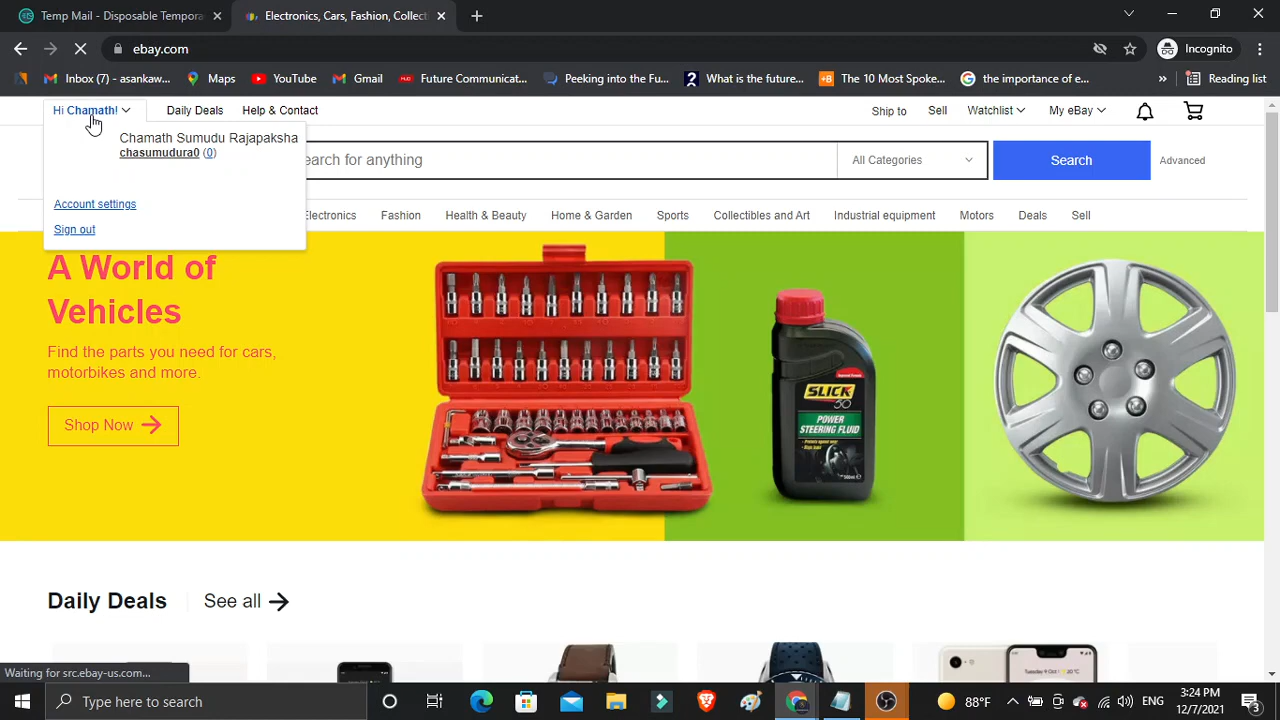 Temp Mail - Disposable Tempora
Electronics, Cars, Fashion, Collecti
ebay.com
Incognito
Inbox (7) - asankaw...
Maps
YouTube
Gmail
Future Communicat...
Peeking into the Fu...
What is the future...
The 10 Most Spoke...
the importance of e...
»
Reading list
Hi Chamath!
Daily Deals
Help & Contact
Ship to
Sell
Watchlist
My eBay
Chamath Sumudu Rajapaksha
chasumudura0 (0)
Account settings
Sign out
earch for anything
All Categories
Search
Advanced
lectronics
Fashion
Health & Beauty
Home & Garden
Sports
Collectibles and Art
Industrial equipment
Motors
Deals
Sell
A World of
Vehicles
Find the parts you need for cars,
motorbikes and more.
Shop Now
SLICK
50
POWER
STEERING FLUID
Daily Deals
See all
Waiting for src.ebay-us.com...
Type here to search
88°F
ENG
3:24 PM
12/7/2021
3